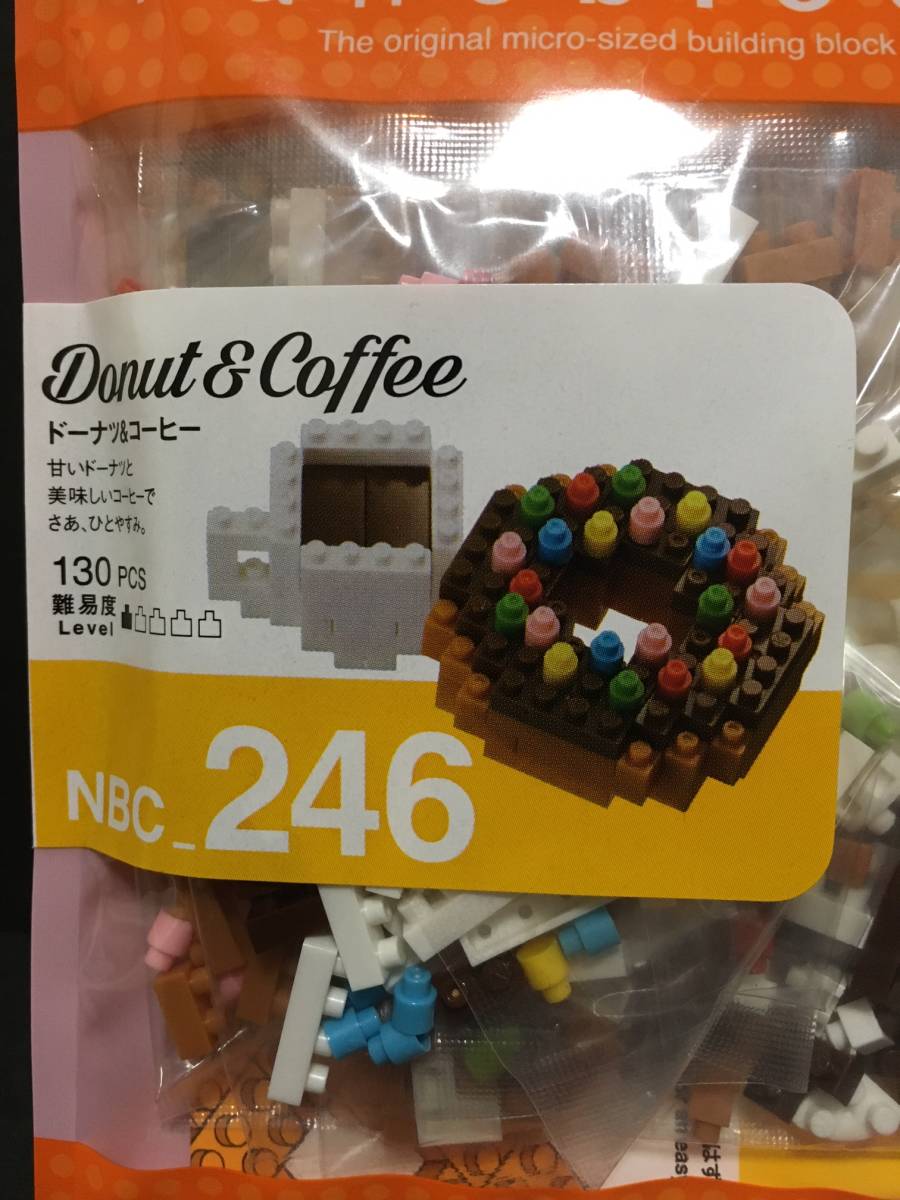 The original micro-sized building block
Donut & Coffee
ドーナツ&コーヒー
甘いドーナツと
美味しいコーヒーで
さあ、ひとやすみ。
130 PCS
難易度
Level
NBC_246